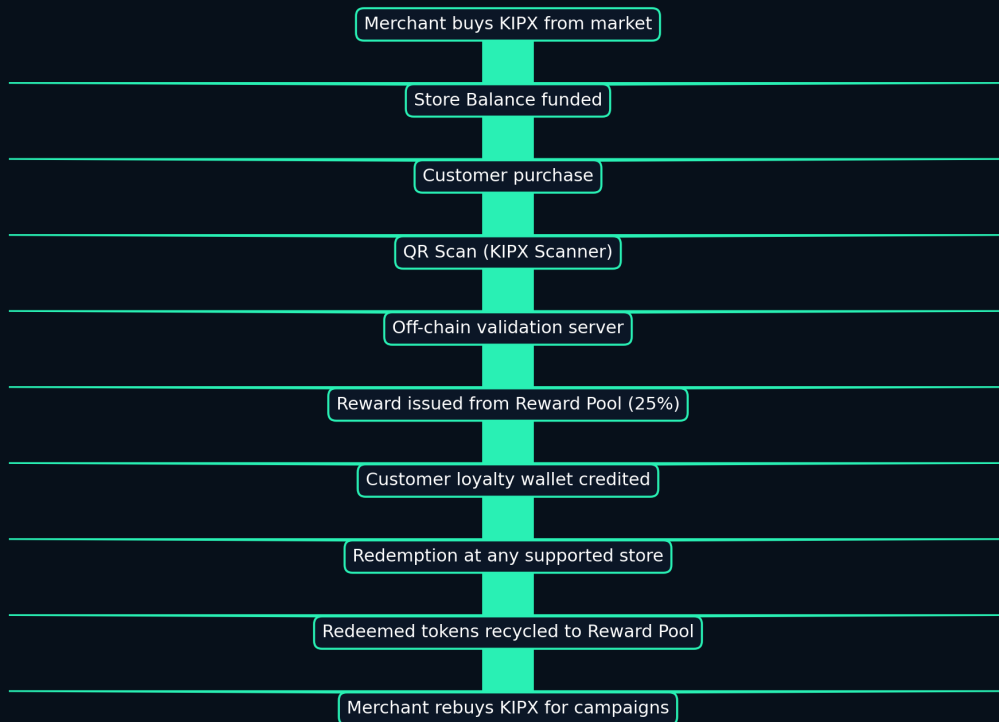 Merchant buys KIPX from market
Store Balance funded
Customer purchase
QR Scan (KIPX Scanner)
Off-chain validation server
Reward issued from Reward Pool (25%)
Customer loyalty wallet credited
Redemption at any supported store
Redeemed tokens recycled to Reward Pool
Merchant rebuys KIPX for campaigns